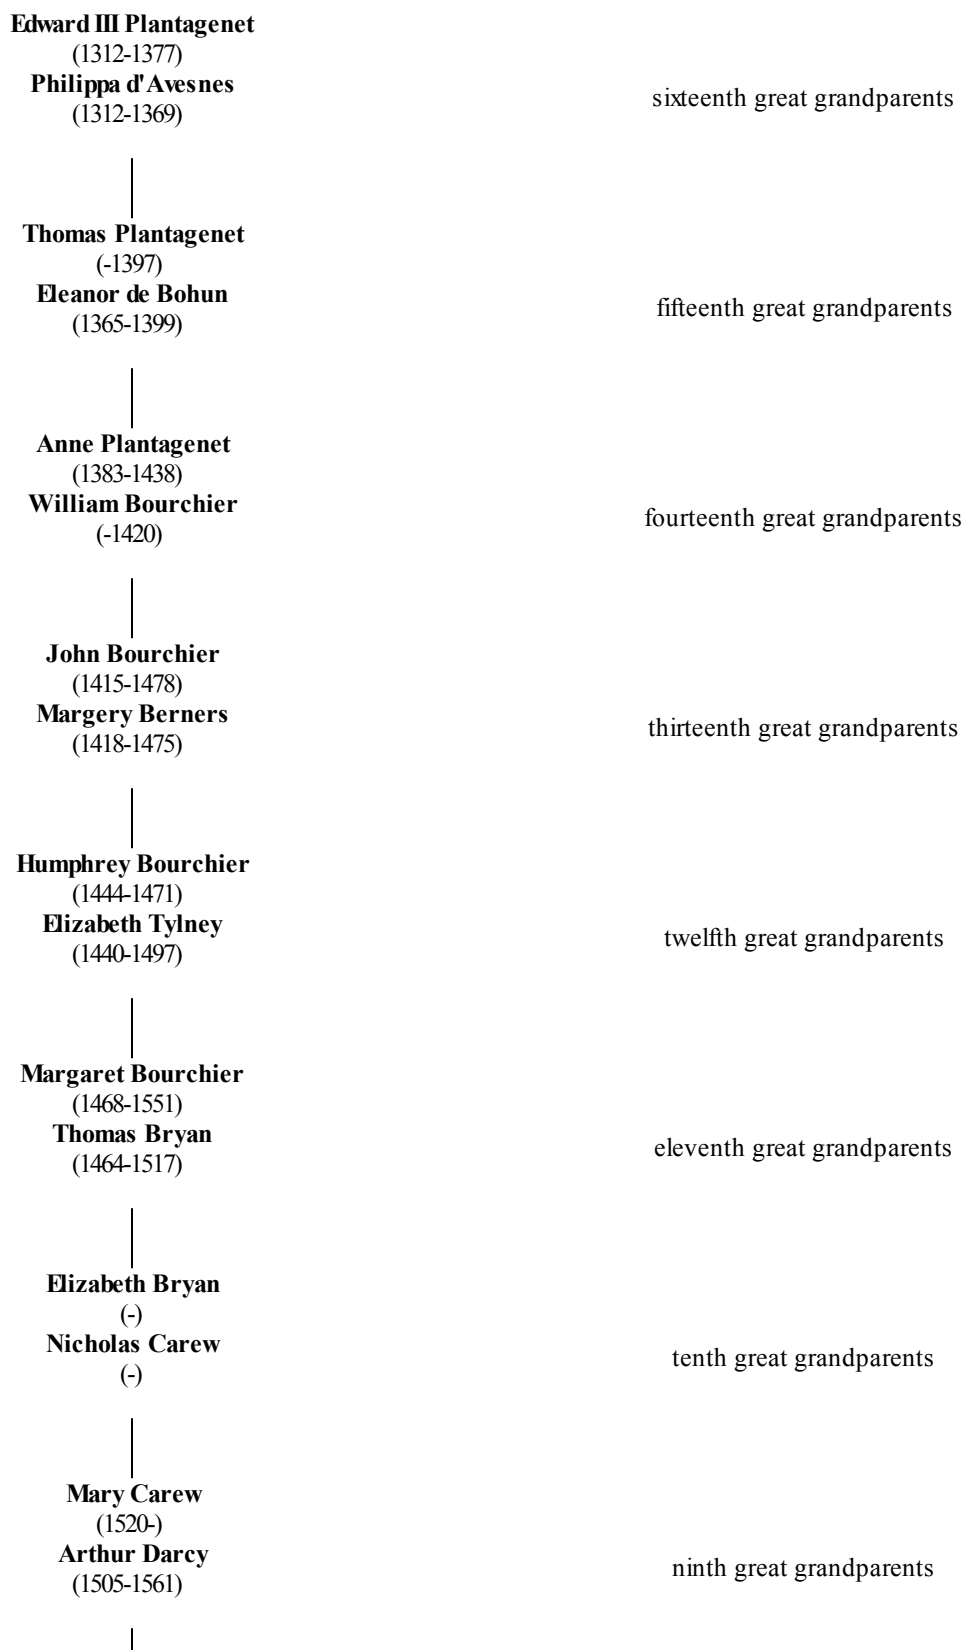 Edward III Plantagenet
(1312-1377)
Philippa d'Avesnes
(1312-1369)
sixteenth great grandparents
Thomas Plantagenet
(-1397)
Eleanor de Bohun
(1365-1399)
fifteenth great grandparents
Anne Plantagenet
(1383-1438)
William Bourchier
(-1420)
fourteenth great grandparents
John Bourchier
(1415-1478)
Margery Berners
(1418-1475)
thirteenth great grandparents
Humphrey Bourchier
(1444-1471)
Elizabeth Tylney
(1440-1497)
twelfth great grandparents
Margaret Bourchier
(1468-1551)
Thomas Bryan
(1464-1517)
eleventh great grandparents
Elizabeth Bryan
(-)
Nicholas Carew
(-)
tenth great grandparents
Mary Carew
(1520-)
Arthur Darcy
(1505-1561)
ninth great grandparents